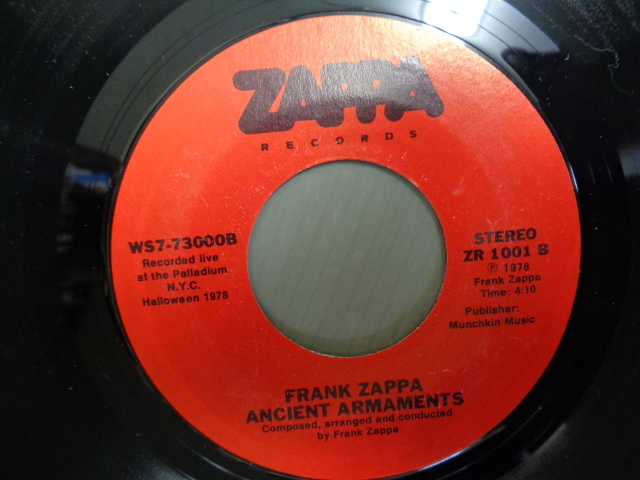 ZAPPA
RECORDS
WS7-73000B
Recorded live
at the Palladium
N.Y.C.
Halloween 1978
STEREO
ZR 1001 B
℗ 1978
Frank Zappa
Time: 4:10
Publisher:
Munchkin Music
FRANK ZAPPA
ANCIENT ARMAMENTS
Composed, arranged and conducted
by Frank Zappa